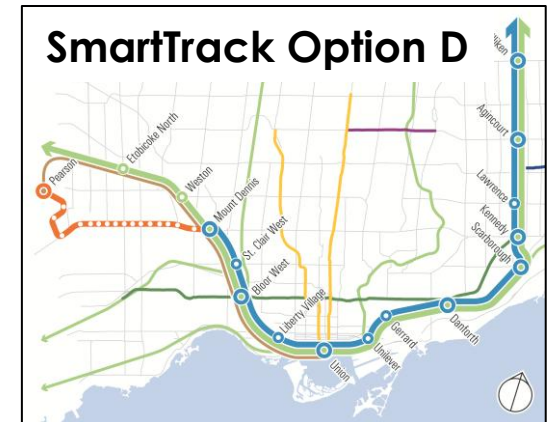 SmartTrack Option D
iken
Agincourt
Lawrence
Kennedy
Scarborough
Etobicoke North
Pearson
Weston
Mount Dennis
St. Clair West
Bloor West
Liberty Village
Union
Unilever
Gerrard
Danforth